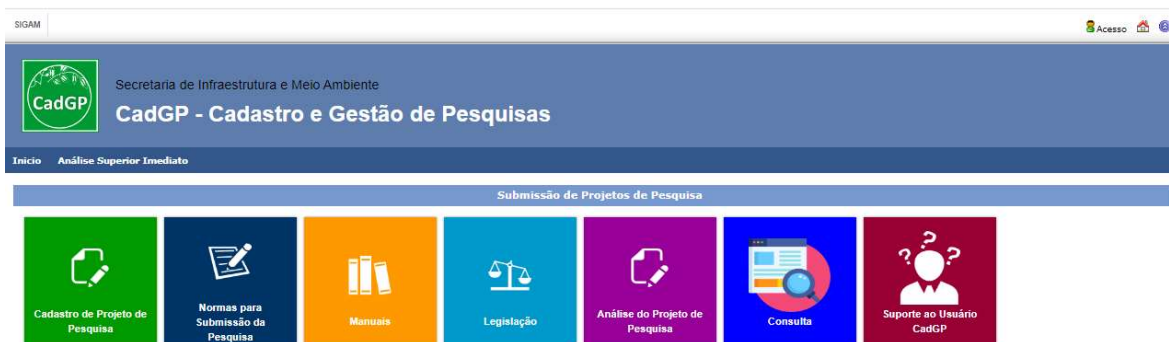 SIGAM
Acesso
CadGP
Secretaria de Infraestrutura e Meio Ambiente
CadGP - Cadastro e Gestão de Pesquisas
Inicio Análise Superior Imediato
Submissão de Projetos de Pesquisa
Cadastro de Projeto de
Pesquisa
Normas para
Submissão da
Pesquisa
Manuais
Legislação
Análise do Projeto de
Pesquisa
Consulta
? ? ?
Suporte ao Usuário
CadGP